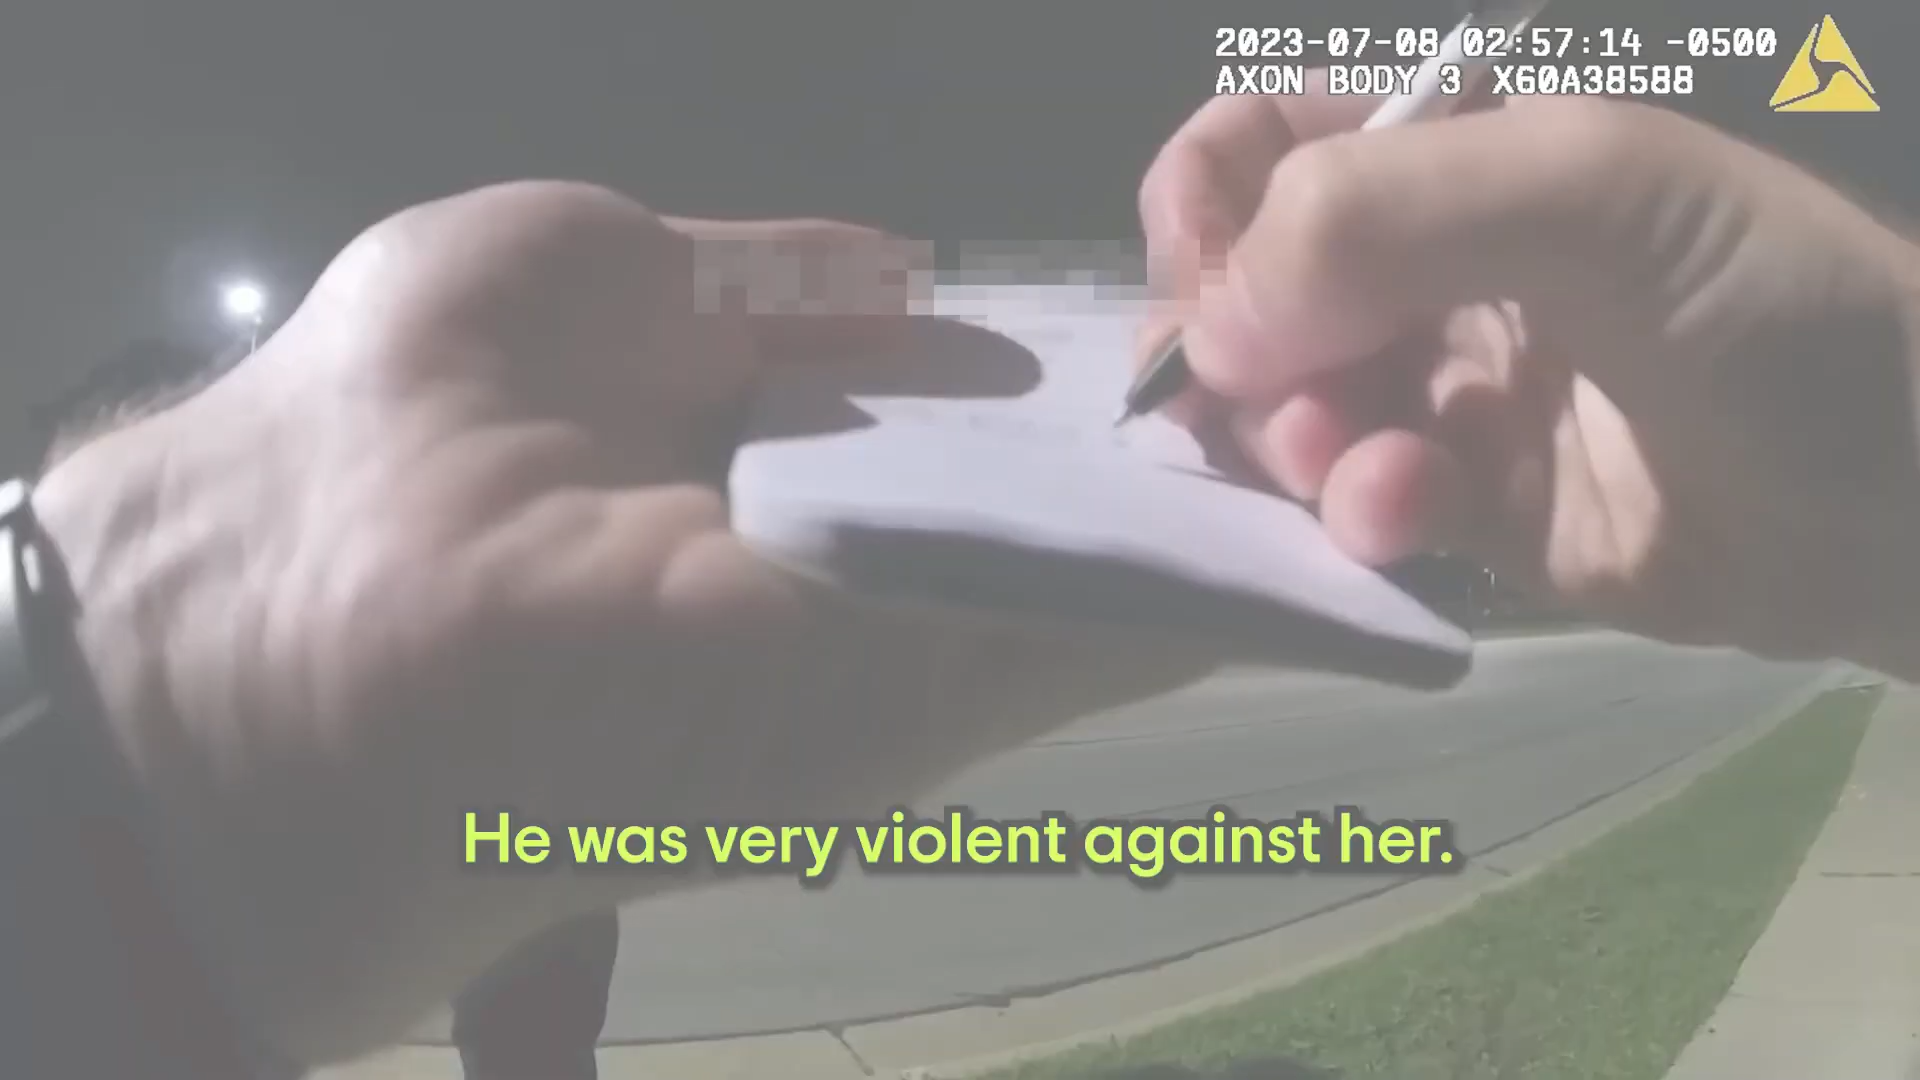 2023-07-08 02:57:14 -0500
AXON BODY 3 X60A38588
He was very violent against her.